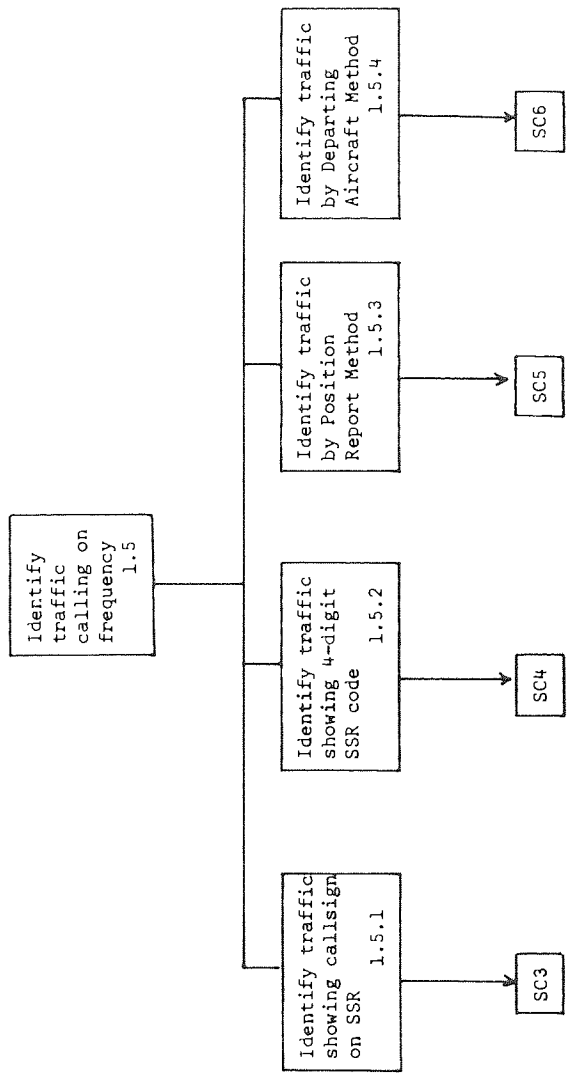 Identify
traffic
calling on
frequency
1.5
Identify traffic
showing callsign
on SSR
1.5.1
Identify traffic
showing 4-digit
SSR code
1.5.2
Identify traffic
by Position
Report Method
1.5.3
Identify traffic
by Departing
Aircraft Method
1.5.4
SC3
SC4
SC5
SC6